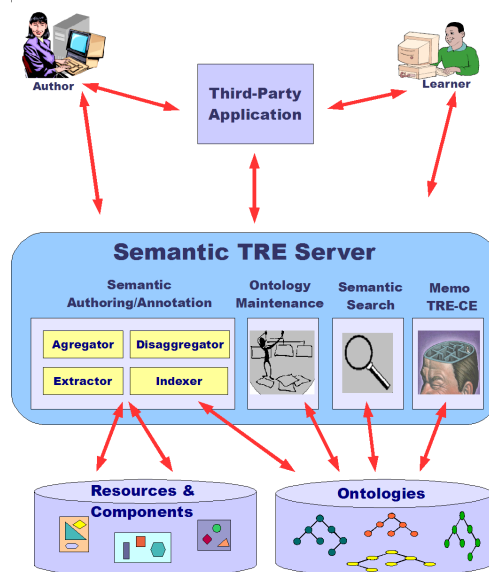 Author
Third-Party
Application
Learner
Semantic TRE Server
Semantic
Authoring/Annotation
Ontology
Maintenance
Semantic
Search
Memo
TRE-CE
Agregator
Disaggregator
Extractor
Indexer
Resources &
Components
Ontologies